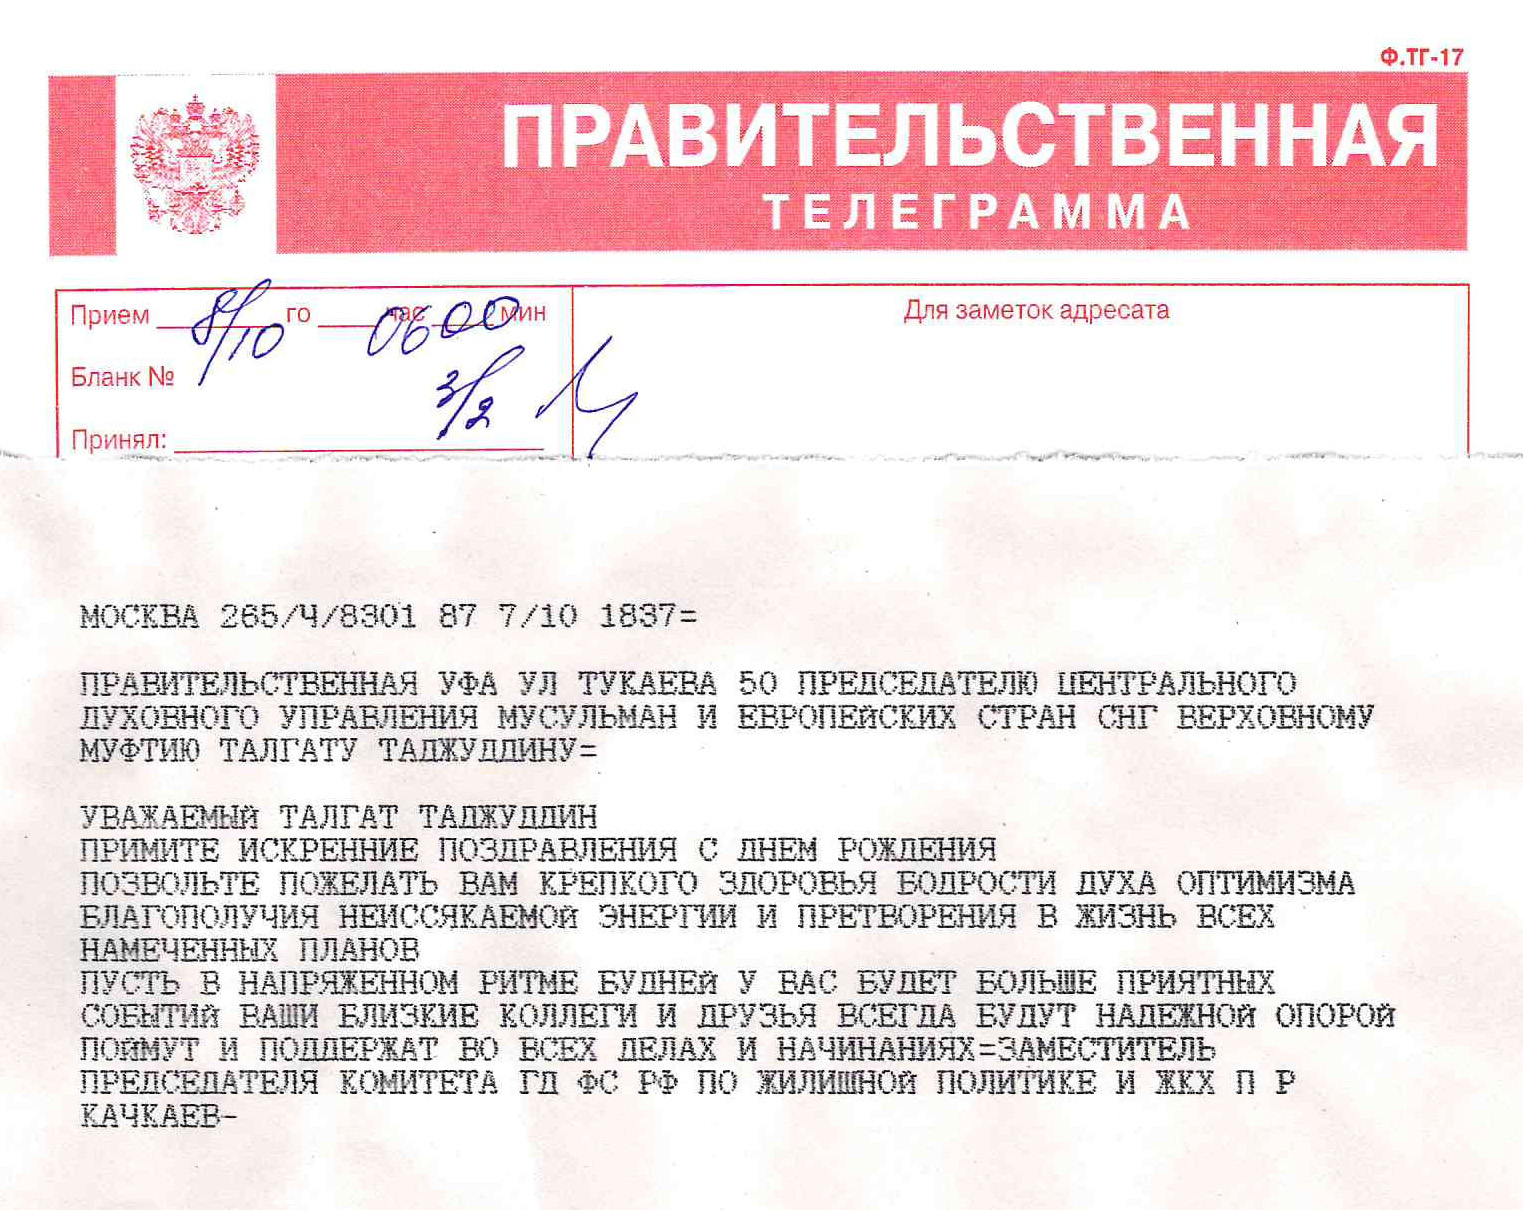 Ф.ТГ-17
ПРАВИТЕЛЬСТВЕННАЯ
ТЕЛЕГРАММА
Прием 8/10 го 06 час 00 мин
Для заметок адресата
Бланк №
3/2
Принял:
МОСКВА 265/Ч/8301 87 7/10 1837=
ПРАВИТЕЛЬСТВЕННАЯ УФА УЛ ТУКАЕВА 50 ПРЕДСЕДАТЕЛЮ ЦЕНТРАЛЬНОГО
ДУХОВНОГО УПРАВЛЕНИЯ МУСУЛЬМАН И ЕВРОПЕЙСКИХ СТРАН СНГ ВЕРХОВНОМУ
МУФТИЮ ТАЛГАТУ ТАДЖУДДИНУ=
УВАЖАЕМЫЙ ТАЛГАТ ТАДЖУДДИН
ПРИМИТЕ ИСКРЕННИЕ ПОЗДРАВЛЕНИЯ С ДНЕМ РОЖДЕНИЯ
ПОЗВОЛЬТЕ ПОЖЕЛАТЬ ВАМ КРЕПКОГО ЗДОРОВЬЯ БОДРОСТИ ДУХА ОПТИМИЗМА
БЛАГОПОЛУЧИЯ НЕИССЯКАЕМОЙ ЭНЕРГИИ И ПРЕТВОРЕНИЯ В ЖИЗНЬ ВСЕХ
НАМЕЧЕННЫХ ПЛАНОВ
ПУСТЬ В НАПРЯЖЕННОМ РИТМЕ БУДНЕЙ У ВАС БУДЕТ БОЛЬШЕ ПРИЯТНЫХ
СОБЫТИЙ ВАШИ БЛИЗКИЕ КОЛЛЕГИ И ДРУЗЬЯ ВСЕГДА БУДУТ НАДЕЖНОЙ ОПОРОЙ
ПОЙМУТ И ПОДДЕРЖАТ ВО ВСЕХ ДЕЛАХ И НАЧИНАНИЯХ=ЗАМЕСТИТЕЛЬ
ПРЕДСЕДАТЕЛЯ КОМИТЕТА ГД ФС РФ ПО ЖИЛИЩНОЙ ПОЛИТИКЕ И ЖКХ П Р
КАЧКАЕВ-